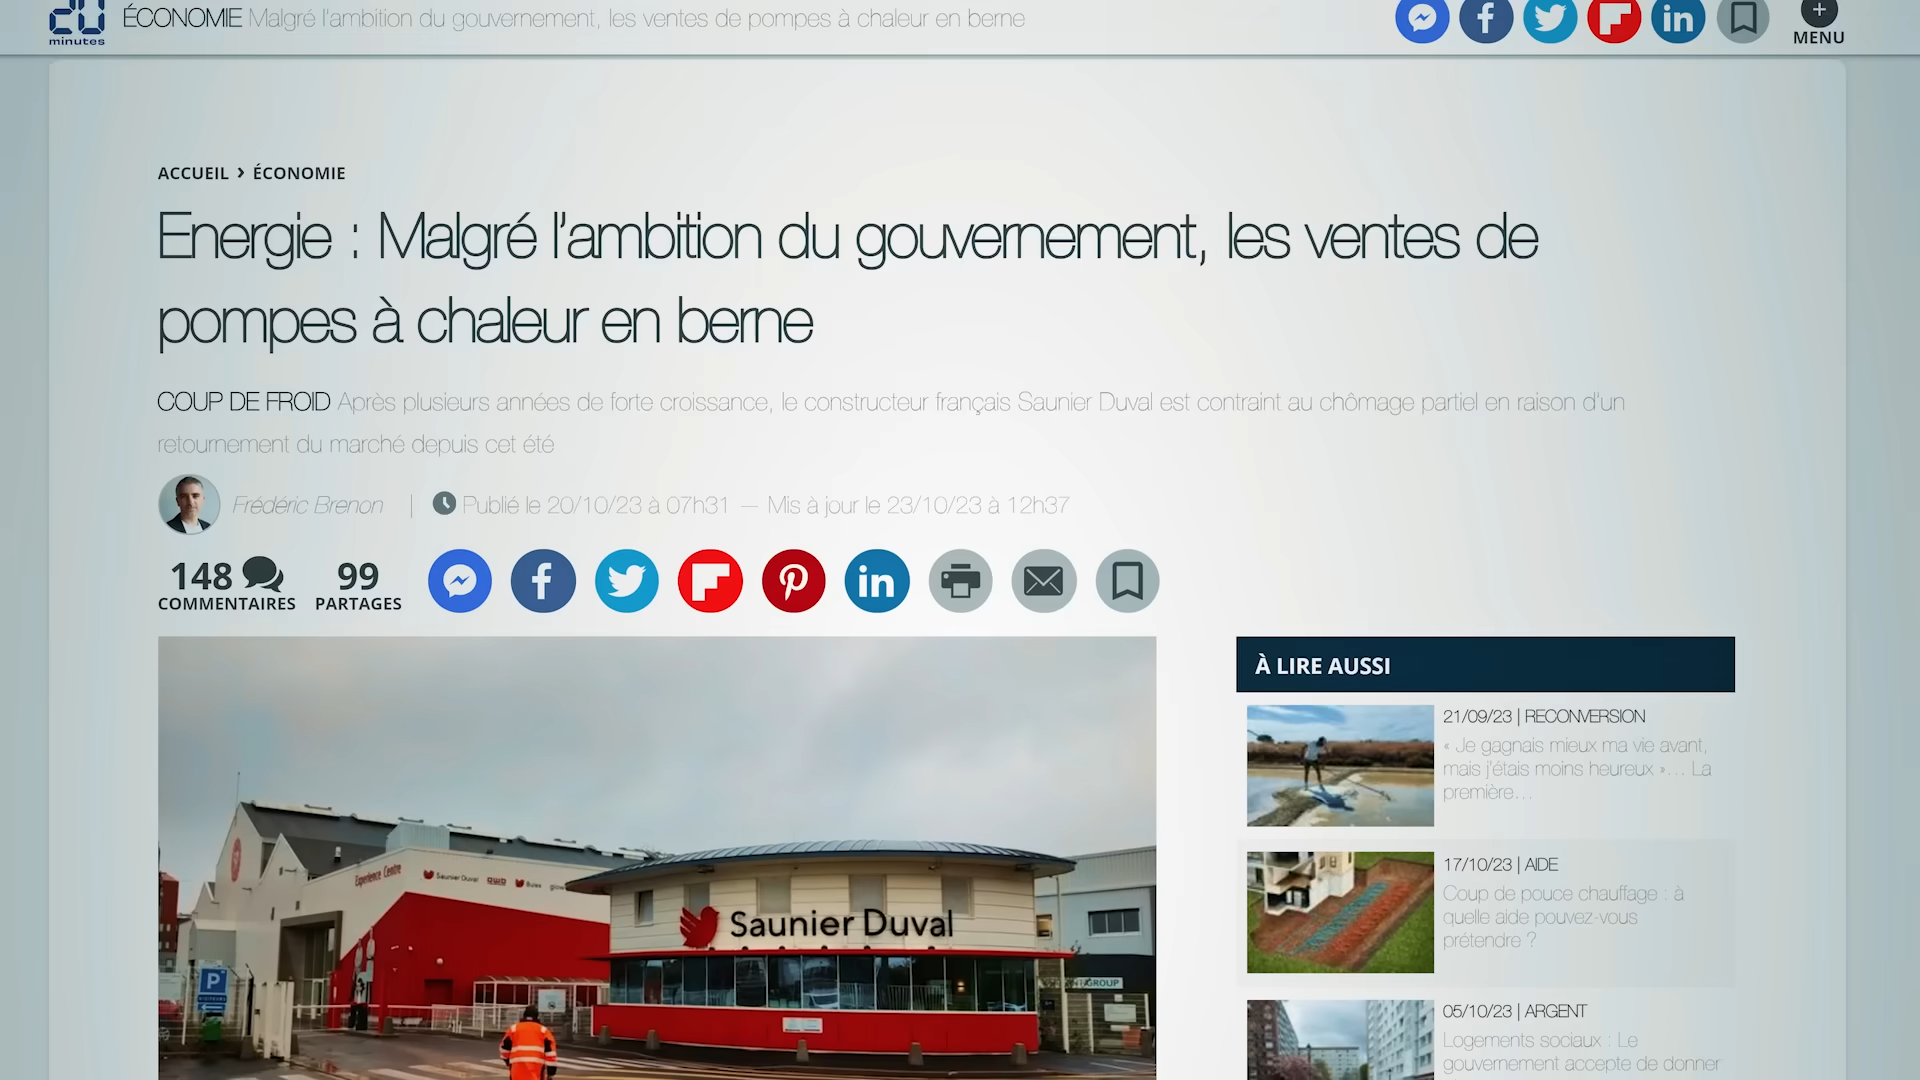 20 minutes
ÉCONOMIE Malgré l'ambition du gouvernement, les ventes de pompes à chaleur en berne
MENU
ACCUEIL › ÉCONOMIE
Energie : Malgré l'ambition du gouvernement, les ventes de
pompes à chaleur en berne
COUP DE FROID Après plusieurs années de forte croissance, le constructeur français Saunier Duval est contraint au chômage partiel en raison d'un
retournement du marché depuis cet été
Frédéric Brenon | Publié le 20/10/23 à 07h31 — Mis à jour le 23/10/23 à 12h37
148 99
COMMENTAIRES PARTAGES
À LIRE AUSSI
21/09/23 | RECONVERSION
« Je gagnais mieux ma vie avant,
mais j'étais moins heureux »… La
première…
17/10/23 | AIDE
Coup de pouce chauffage : à
quelle aide pouvez-vous
prétendre ?
05/10/23 | ARGENT
Logements sociaux : Le
gouvernement accepte de donner
Experience Centre
Saunier Duval awb Bulex
Saunier Duval
P
GROUP